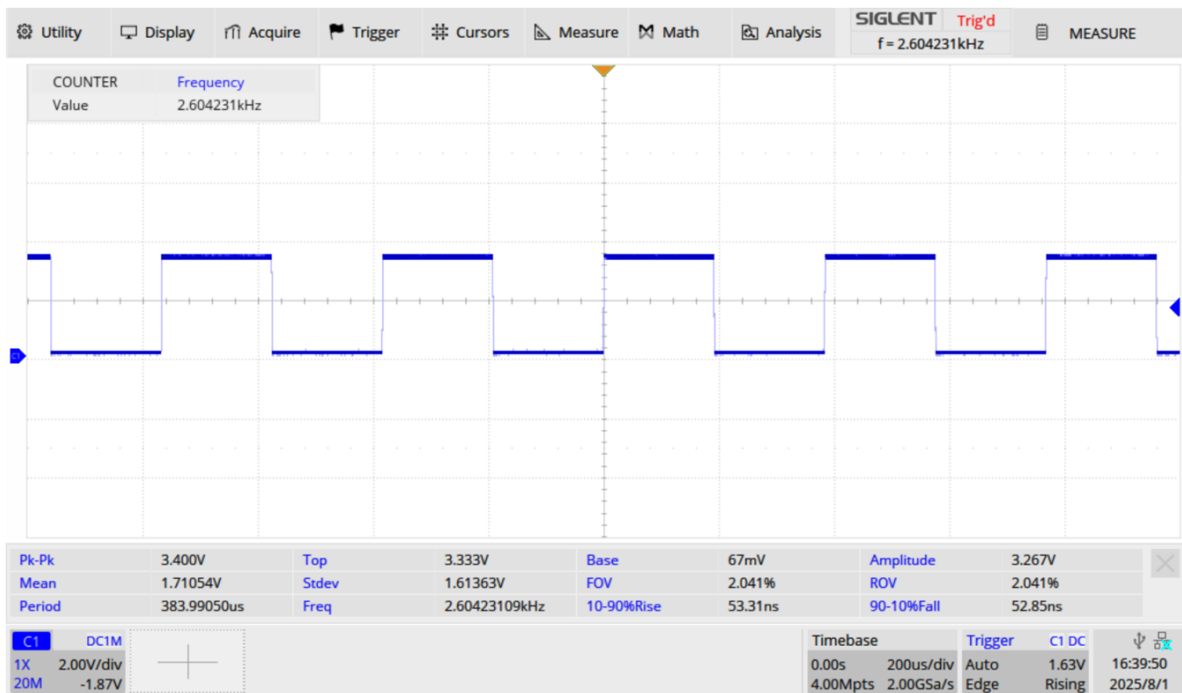 Utility Display Acquire Trigger Cursors Measure Math Analysis SIGLENT Trig'd MEASURE
f = 2.604231kHz
COUNTER Frequency
Value 2.604231kHz
C1
Pk-Pk 3.400V Top 3.333V Base 67mV Amplitude 3.267V
Mean 1.71054V Stdev 1.61363V FOV 2.041% ROV 2.041%
Period 383.99050us Freq 2.60423109kHz 10-90%Rise 53.31ns 90-10%Fall 52.85ns
C1 DC1M Timebase Trigger C1 DC
1X 2.00V/div 0.00s 200us/div Auto 1.63V 16:39:50
20M -1.87V 4.00Mpts 2.00GSa/s Edge Rising 2025/8/1